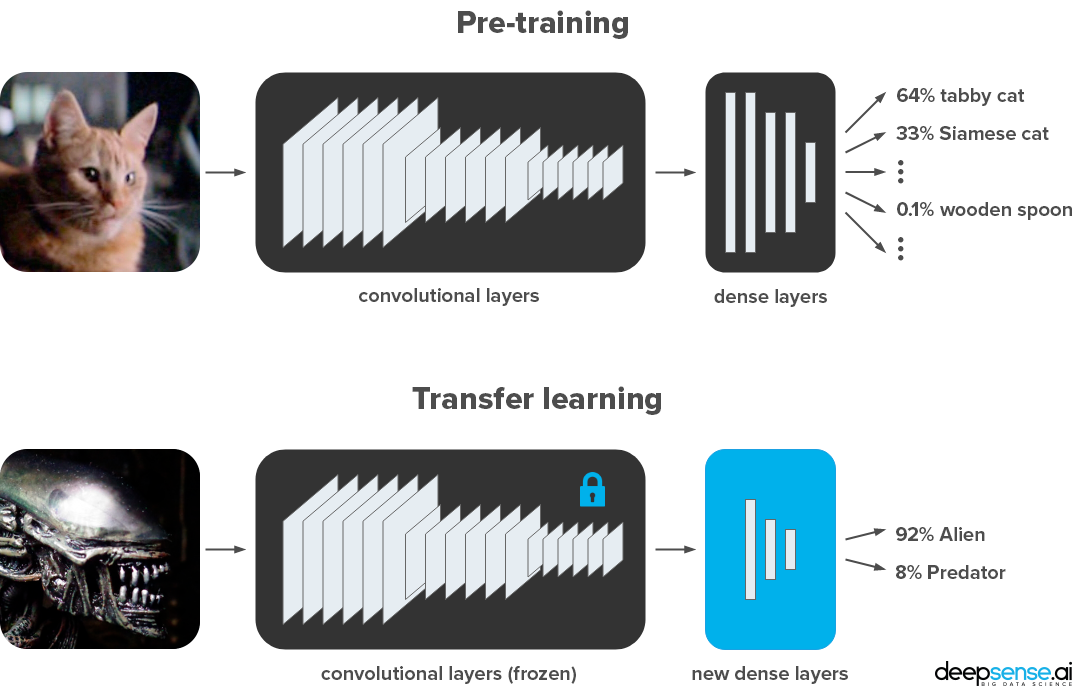 Pre-training
64% tabby cat
33% Siamese cat
0.1% wooden spoon
convolutional layers
dense layers
Transfer learning
92% Alien
8% Predator
convolutional layers (frozen)
new dense layers
deepsense.ai
BIG DATA SCIENCE